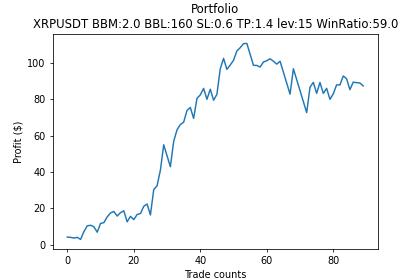 Portfolio
XRPUSDT BBM:2.0 BBL:160 SL:0.6 TP:1.4 lev:15 WinRatio:59.0
100
80
60
40
20
0
Profit ($)
0 20 40 60 80
Trade counts